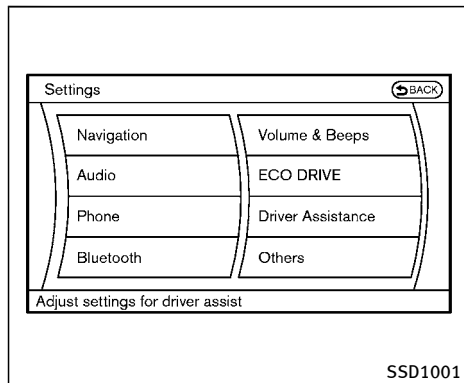 Settings
BACK
Navigation
Volume & Beeps
Audio
ECO DRIVE
Phone
Driver Assistance
Bluetooth
Others
Adjust settings for driver assist
SSD1001